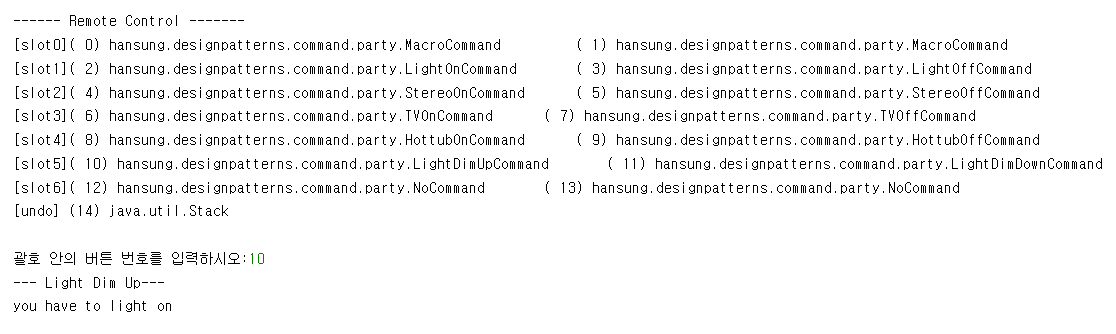 ------ Remote Control -------
[slot0]( 0) hansung.designpatterns.command.party.MacroCommand ( 1) hansung.designpatterns.command.party.MacroCommand
[slot1]( 2) hansung.designpatterns.command.party.LightOnCommand ( 3) hansung.designpatterns.command.party.LightOffCommand
[slot2]( 4) hansung.designpatterns.command.party.StereoOnCommand ( 5) hansung.designpatterns.command.party.StereoOffCommand
[slot3]( 6) hansung.designpatterns.command.party.TVOnCommand ( 7) hansung.designpatterns.command.party.TVOffCommand
[slot4]( 8) hansung.designpatterns.command.party.HottubOnCommand ( 9) hansung.designpatterns.command.party.HottubOffCommand
[slot5]( 10) hansung.designpatterns.command.party.LightDimUpCommand ( 11) hansung.designpatterns.command.party.LightDimDownCommand
[slot6]( 12) hansung.designpatterns.command.party.NoCommand ( 13) hansung.designpatterns.command.party.NoCommand
[undo] (14) java.util.Stack
괄호 안의 버튼 번호를 입력하시오:10
--- Light Dim Up---
you have to light on